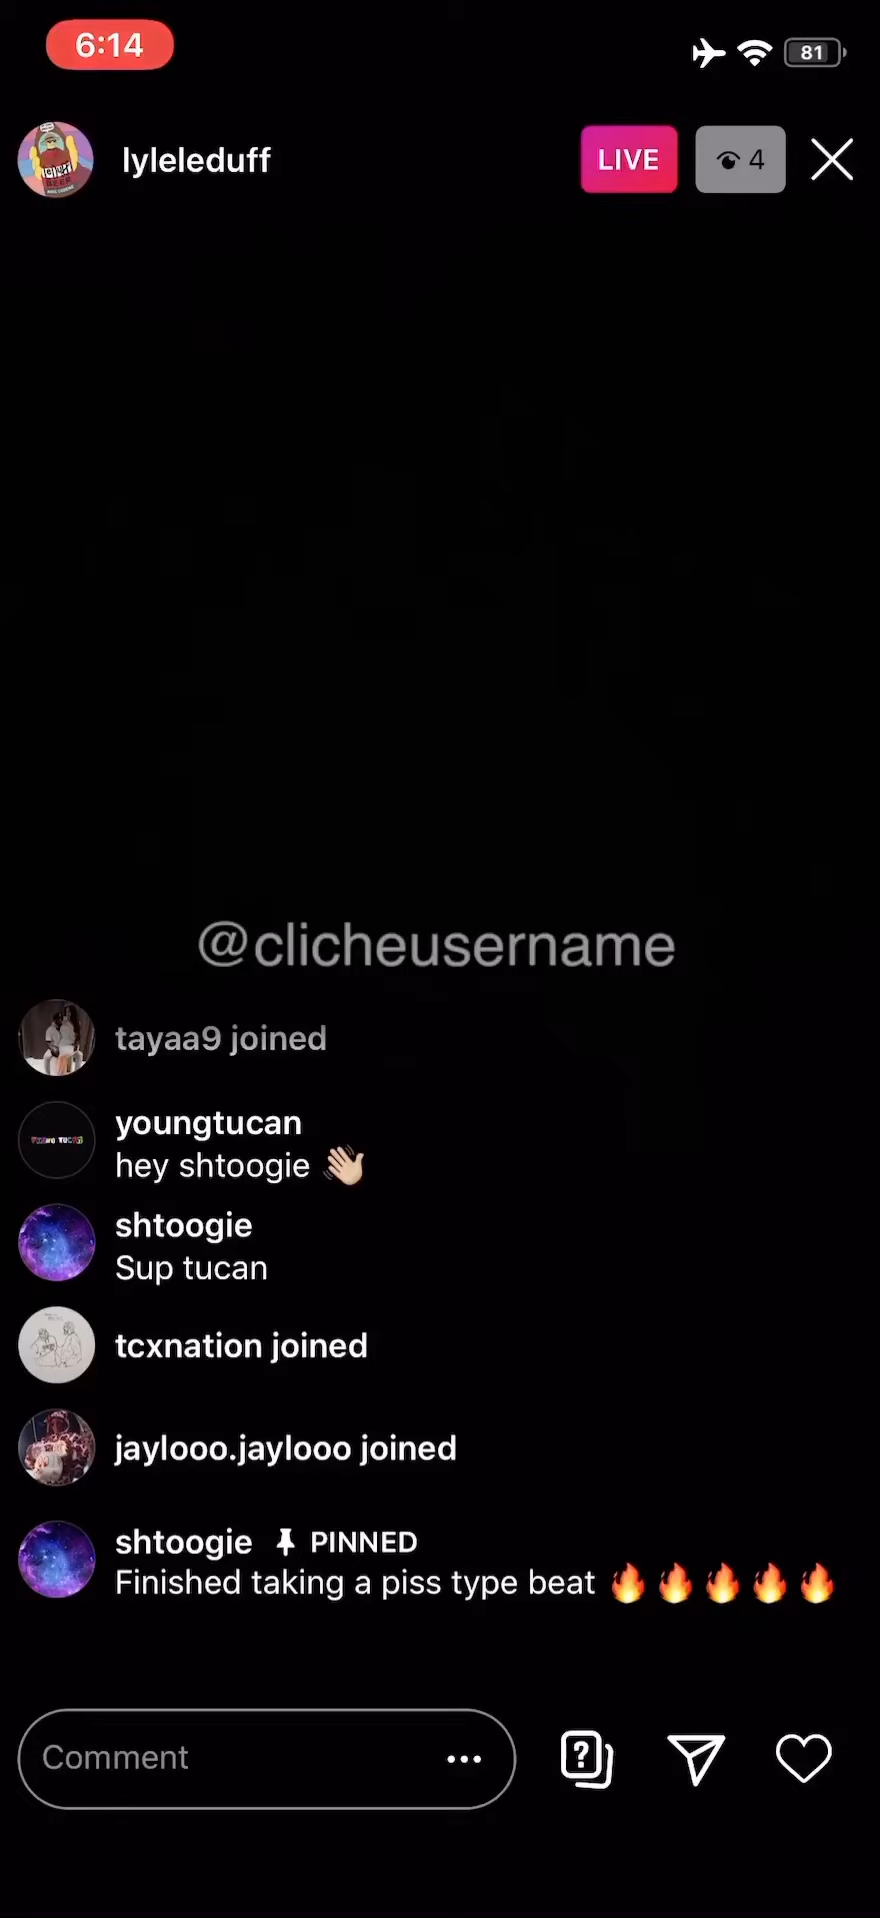 6:14
81
lyleleduff
LIVE
4
@clicheusername
tayaa9 joined
youngtucan
hey shtoogie 👋🏼
shtoogie
Sup tucan
tcxnation joined
jaylooo.jaylooo joined
shtoogie PINNED
Finished taking a piss type beat 🔥🔥🔥🔥🔥
Comment